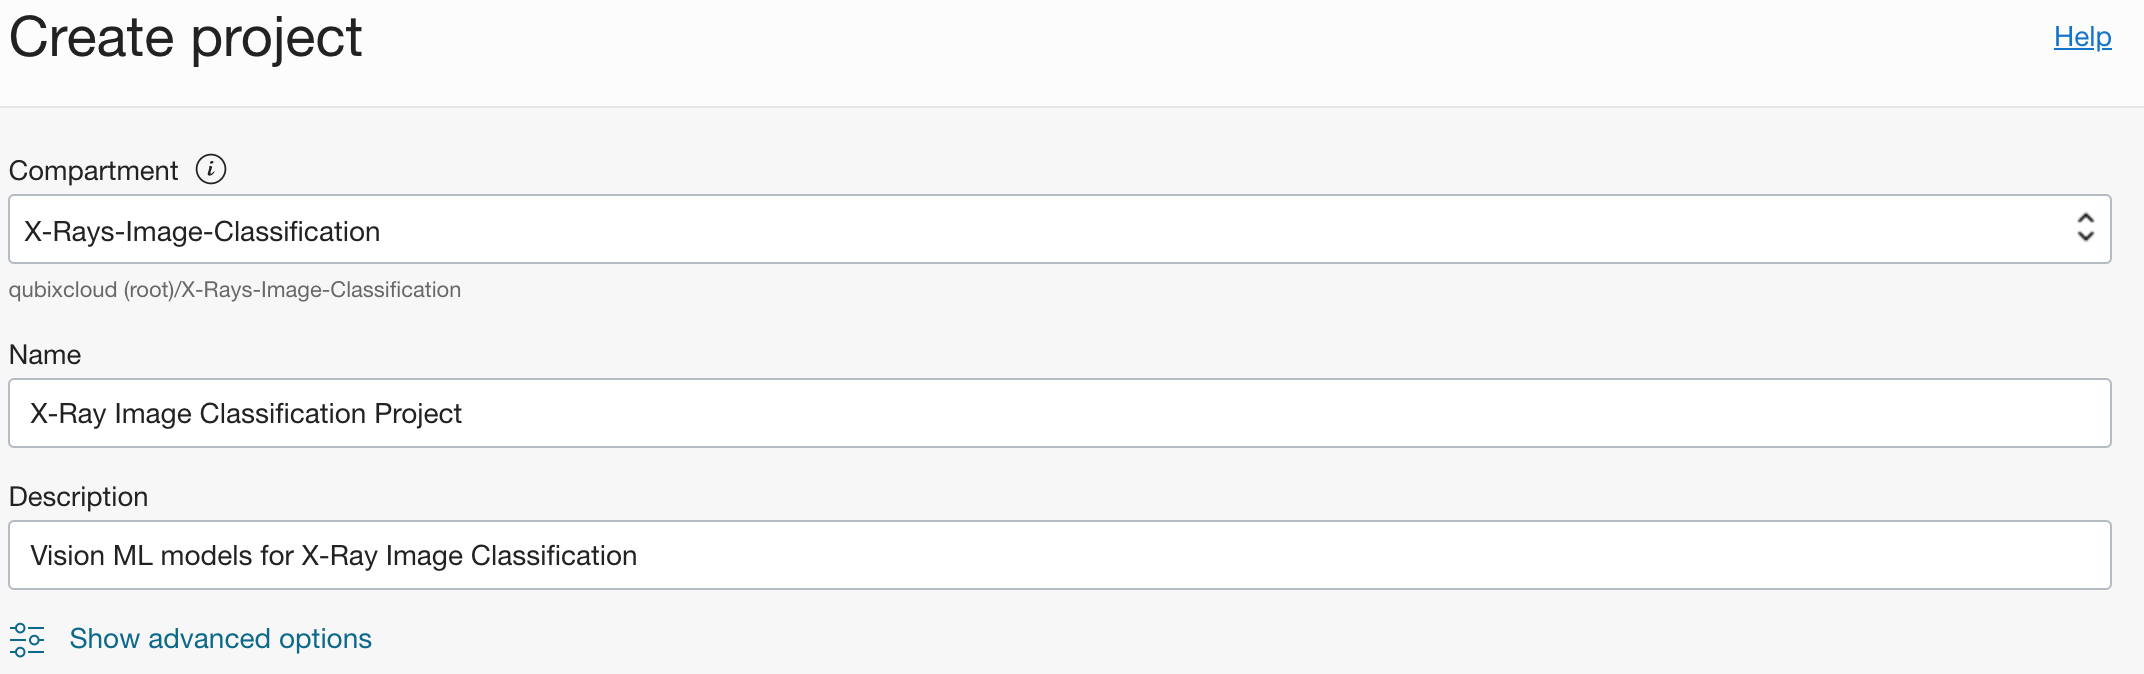 Create project
Help
Compartment i
X-Rays-Image-Classification
qubixcloud (root)/X-Rays-Image-Classification
Name
X-Ray Image Classification Project
Description
Vision ML models for X-Ray Image Classification
Show advanced options